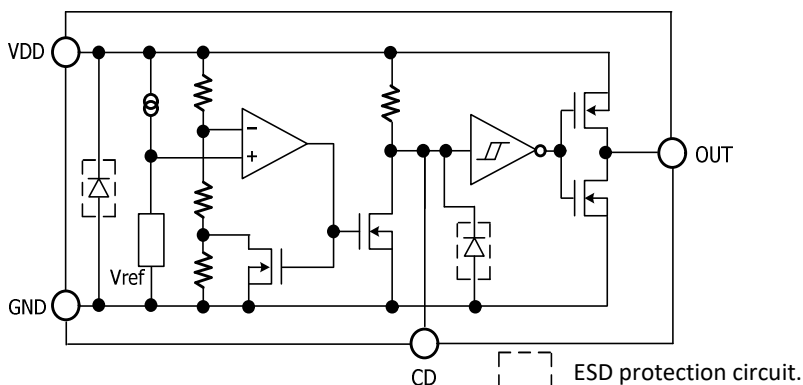 VDD
-
+
OUT
Vref
GND
CD
ESD protection circuit.